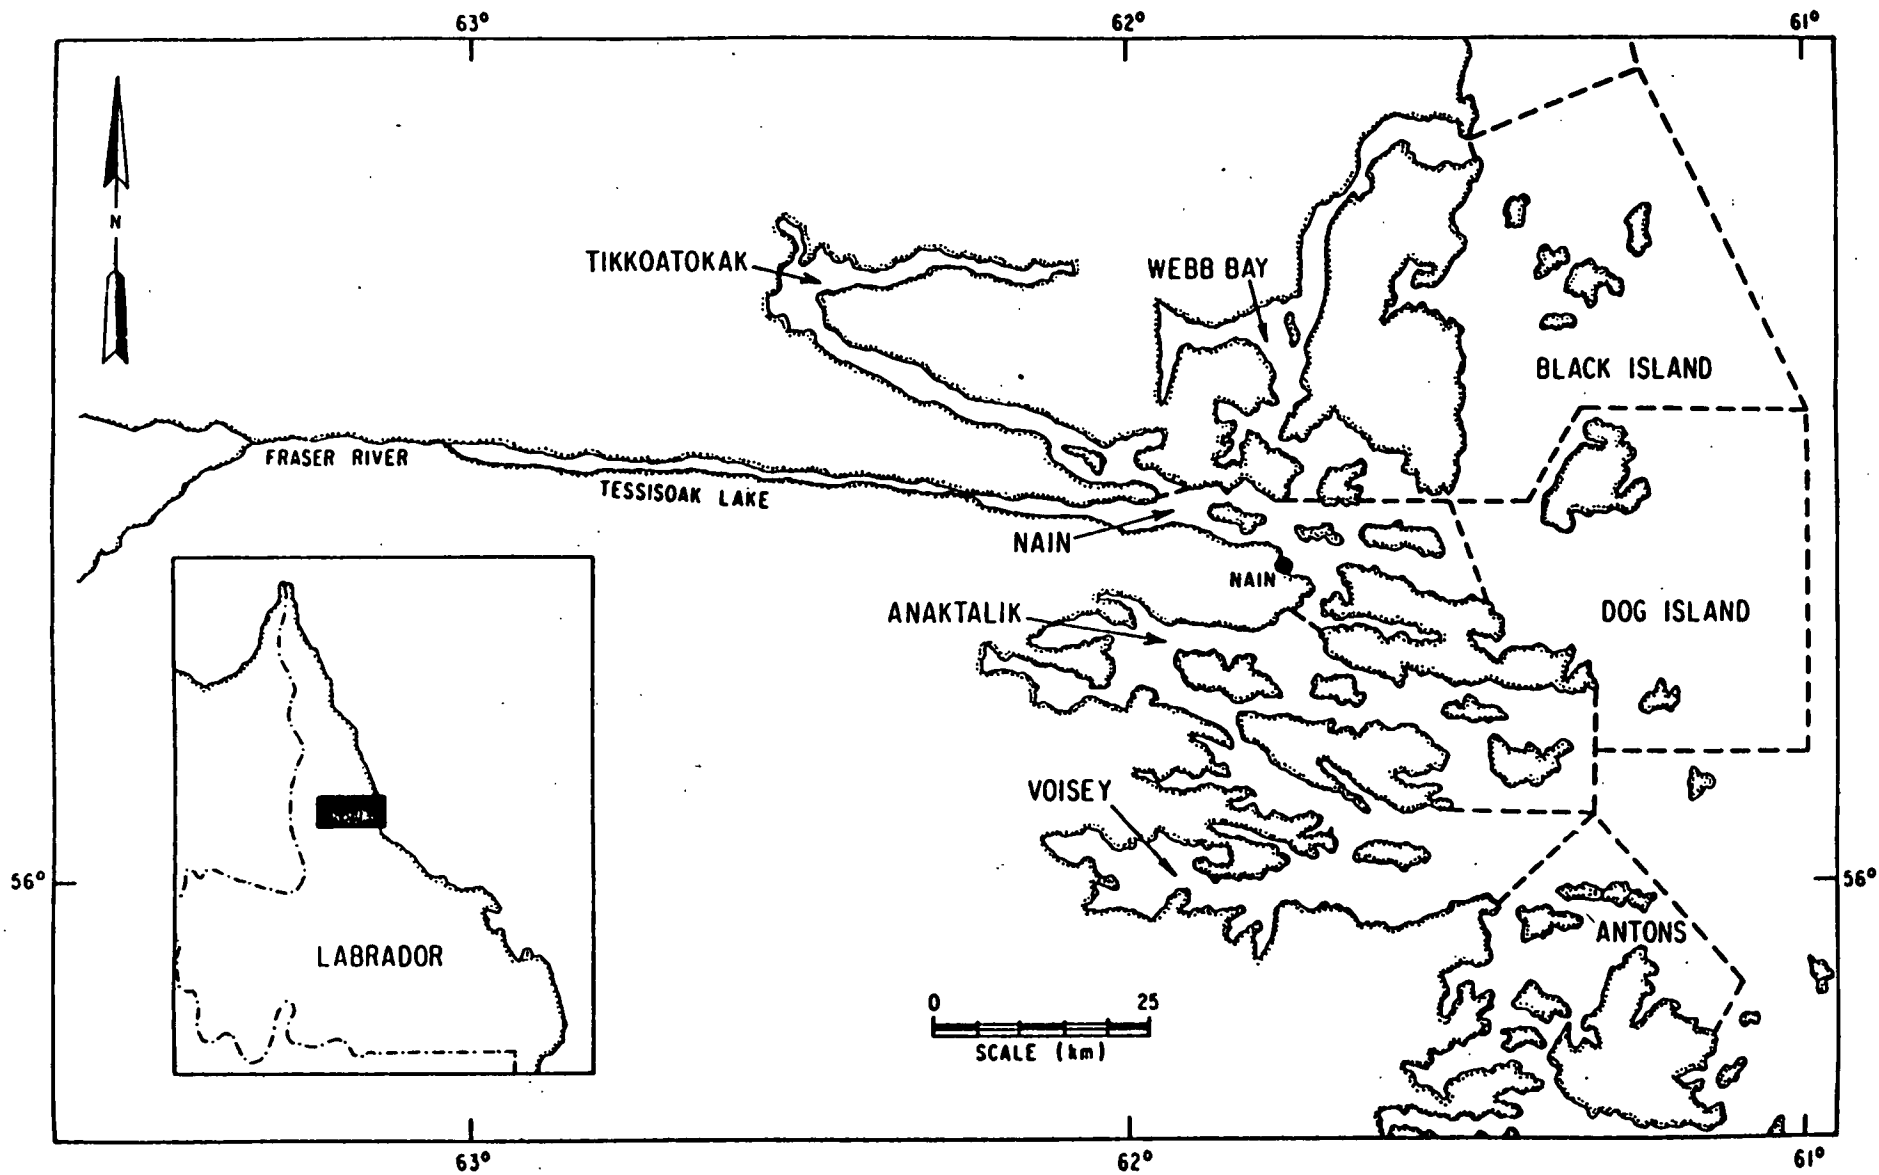 63°
62°
61°
N
TIKKOATOKAK
WEBB BAY
BLACK ISLAND
FRASER RIVER
TESSISOAK LAKE
NAIN
NAIN
ANAKTALIK
DOG ISLAND
VOISEY
56°
56°
ANTONS
LABRADOR
0 25
SCALE (km)
63°
62°
61°